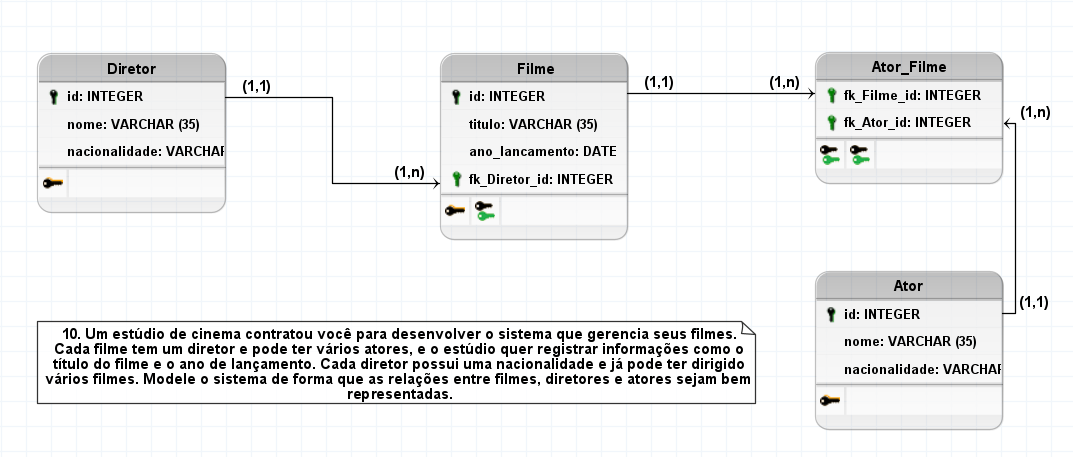 Diretor
id: INTEGER
nome: VARCHAR (35)
nacionalidade: VARCHAR
(1,1)
(1,n)
Filme
id: INTEGER
titulo: VARCHAR (35)
ano_lancamento: DATE
fk_Diretor_id: INTEGER
(1,1)
(1,n)
Ator_Filme
fk_Filme_id: INTEGER
fk_Ator_id: INTEGER
(1,n)
(1,1)
Ator
id: INTEGER
nome: VARCHAR (35)
nacionalidade: VARCHAR
10. Um estúdio de cinema contratou você para desenvolver o sistema que gerencia seus filmes.
Cada filme tem um diretor e pode ter vários atores, e o estúdio quer registrar informações como o
título do filme e o ano de lançamento. Cada diretor possui uma nacionalidade e já pode ter dirigido
vários filmes. Modele o sistema de forma que as relações entre filmes, diretores e atores sejam bem
representadas.